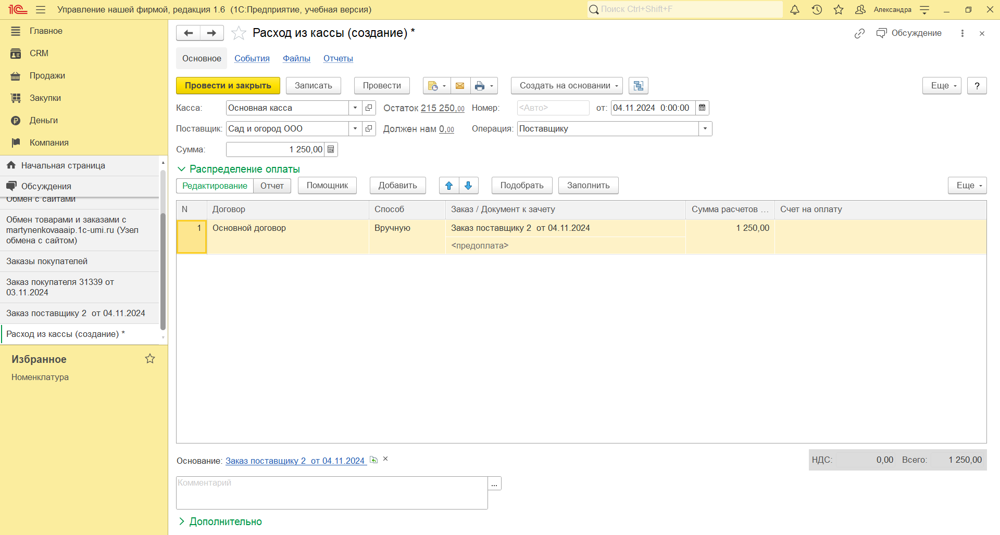 1С Управление нашей фирмой, редакция 1.6 (1С:Предприятие, учебная версия) Поиск Ctrl+Shift+F Александра
Главное
CRM
Продажи
Закупки
Деньги
Компания
Начальная страница
Обсуждения
Обмен с сайтами
Обмен товарами и заказами с
martynenkovaaaip.1c-umi.ru (Узел
обмена с сайтом)
Заказы покупателей
Заказ покупателя 31339 от
03.11.2024
Заказ поставщику 2 от 04.11.2024
Расход из кассы (создание) *
Избранное
Номенклатура
Расход из кассы (создание) * Обсуждение
Основное События Файлы Отчеты
Провести и закрыть Записать Провести Создать на основании Еще ?
Касса: Основная касса Остаток 215 250,00 Номер: <Авто> от: 04.11.2024 0:00:00
Поставщик: Сад и огород ООО Должен нам 0,00 Операция: Поставщику
Сумма: 1 250,00
Распределение оплаты
Редактирование Отчет Помощник Добавить Подобрать Заполнить Еще
N Договор Способ Заказ / Документ к зачету Сумма расчетов ... Счет на оплату
1 Основной договор Вручную Заказ поставщику 2 от 04.11.2024 1 250,00
<предоплата>
Основание: Заказ поставщику 2 от 04.11.2024 НДС: 0,00 Всего: 1 250,00
Комментарий ...
Дополнительно